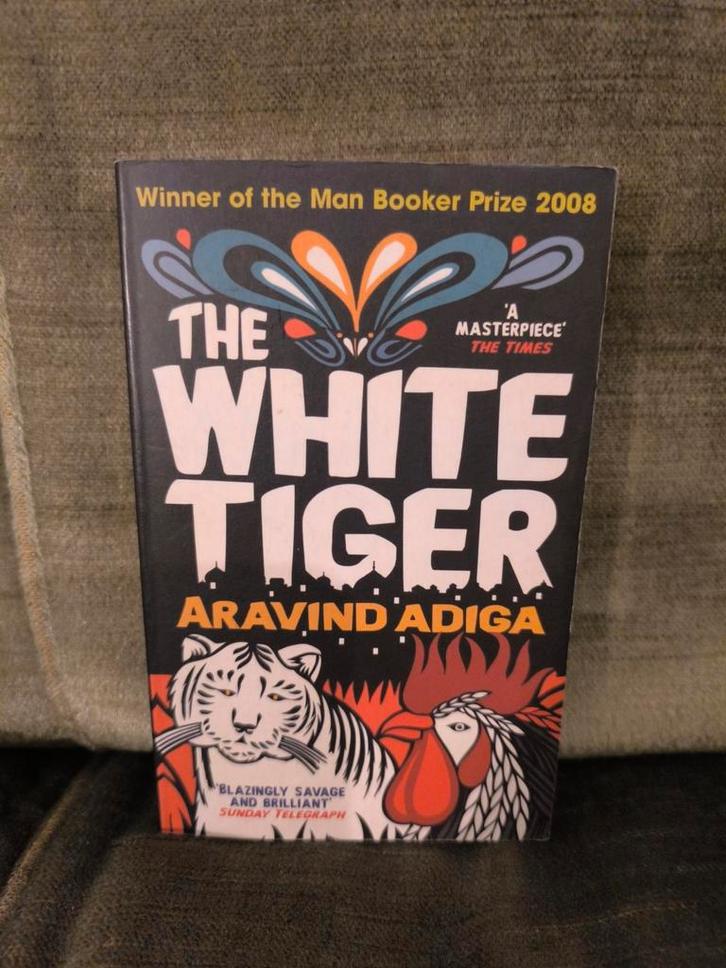 Winner of the Man Booker Prize 2008
THE
'A
MASTERPIECE'
THE TIMES
WHITE
TIGER
ARAVIND ADIGA
'BLAZINGLY SAVAGE
AND BRILLIANT'
SUNDAY TELEGRAPH